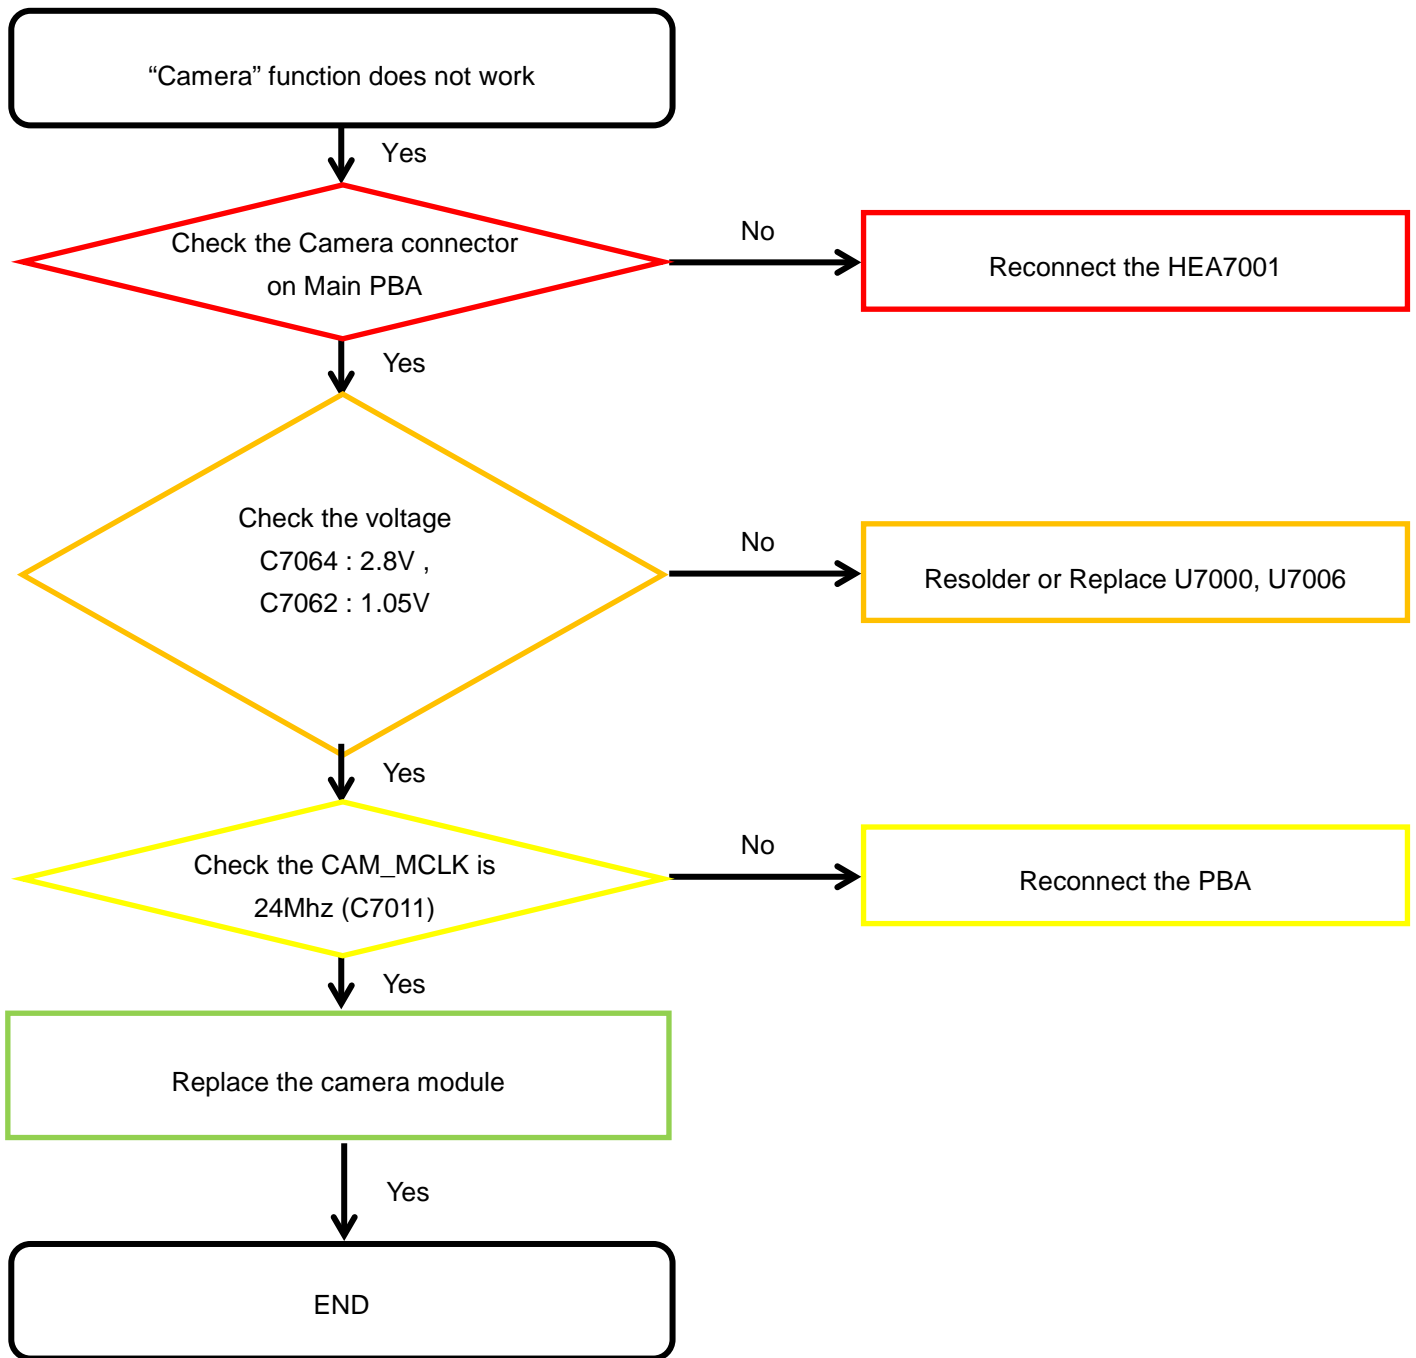 “Camera” function does not work
Yes
Check the Camera connector
on Main PBA
No
Reconnect the HEA7001
Yes
Check the voltage
C7064 : 2.8V ,
C7062 : 1.05V
No
Resolder or Replace U7000, U7006
Yes
Check the CAM_MCLK is
24Mhz (C7011)
No
Reconnect the PBA
Yes
Replace the camera module
Yes
END